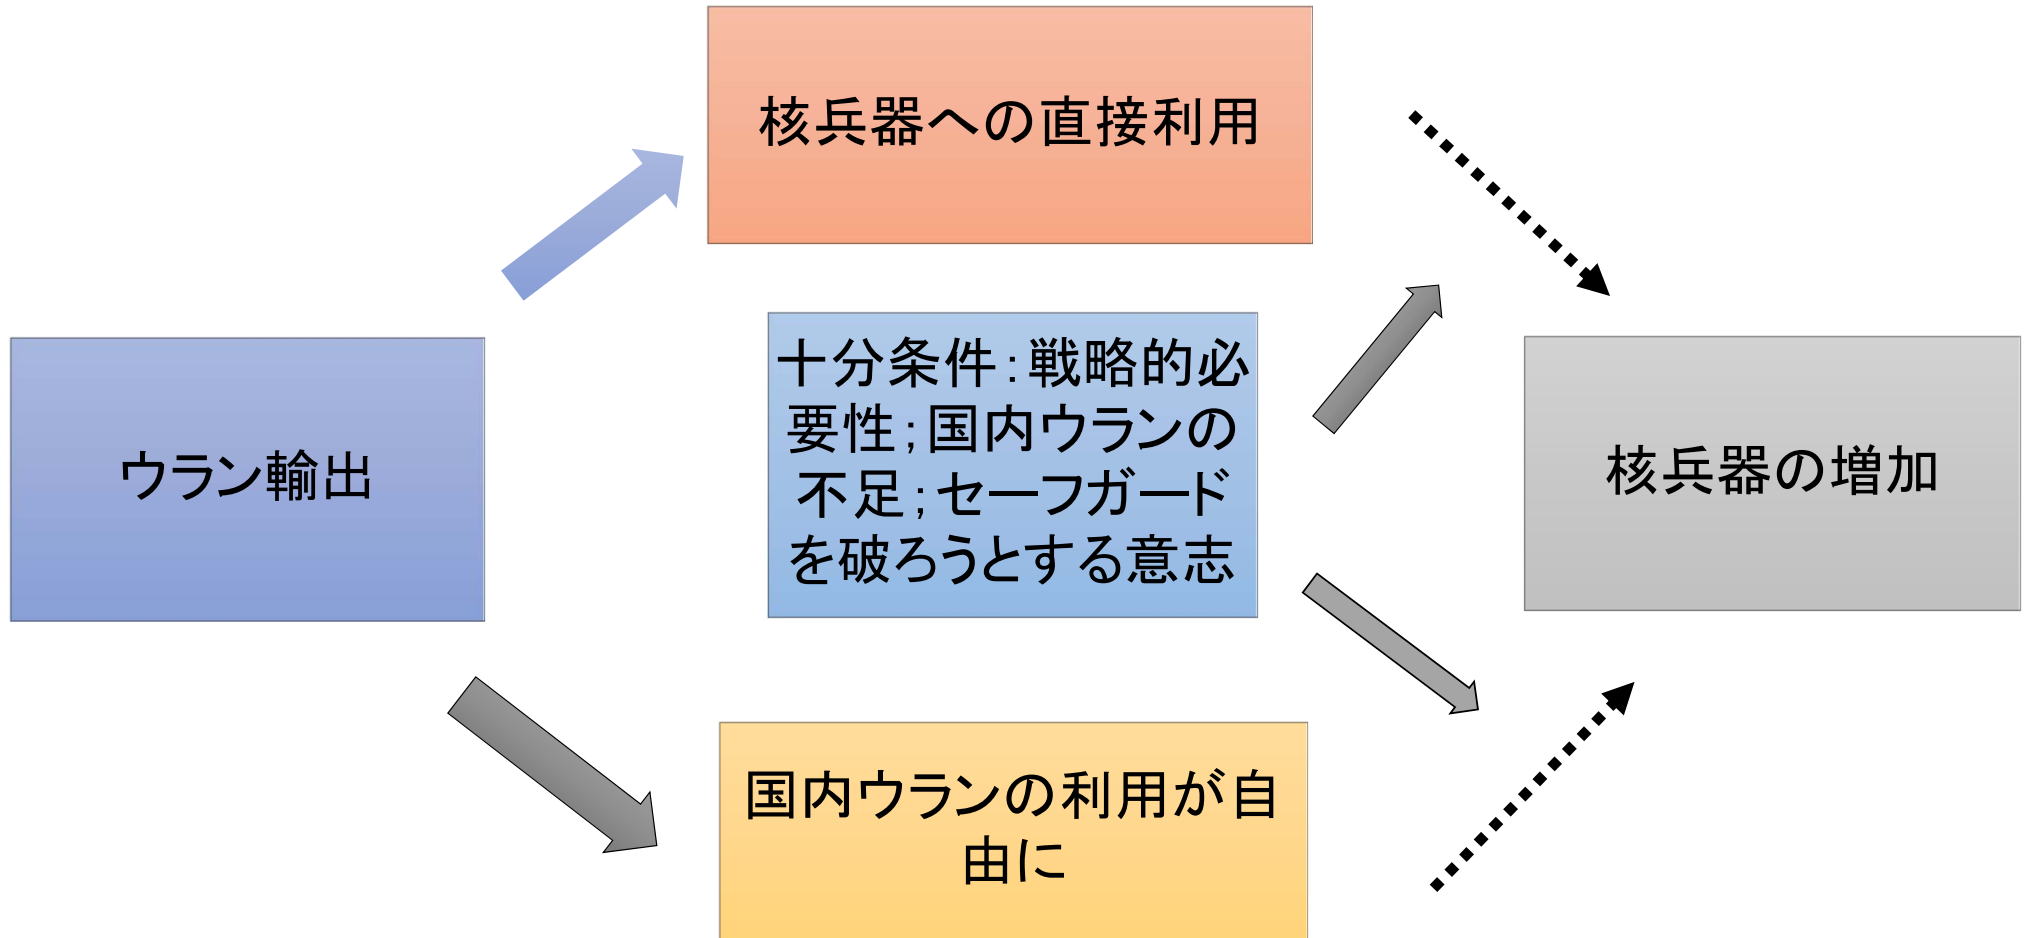 核兵器への直接利用
ウラン輸出
十分条件：戦略的必
要性；国内ウランの
不足；セーフガード
を破ろうとする意志
核兵器の増加
国内ウランの利用が自
由に